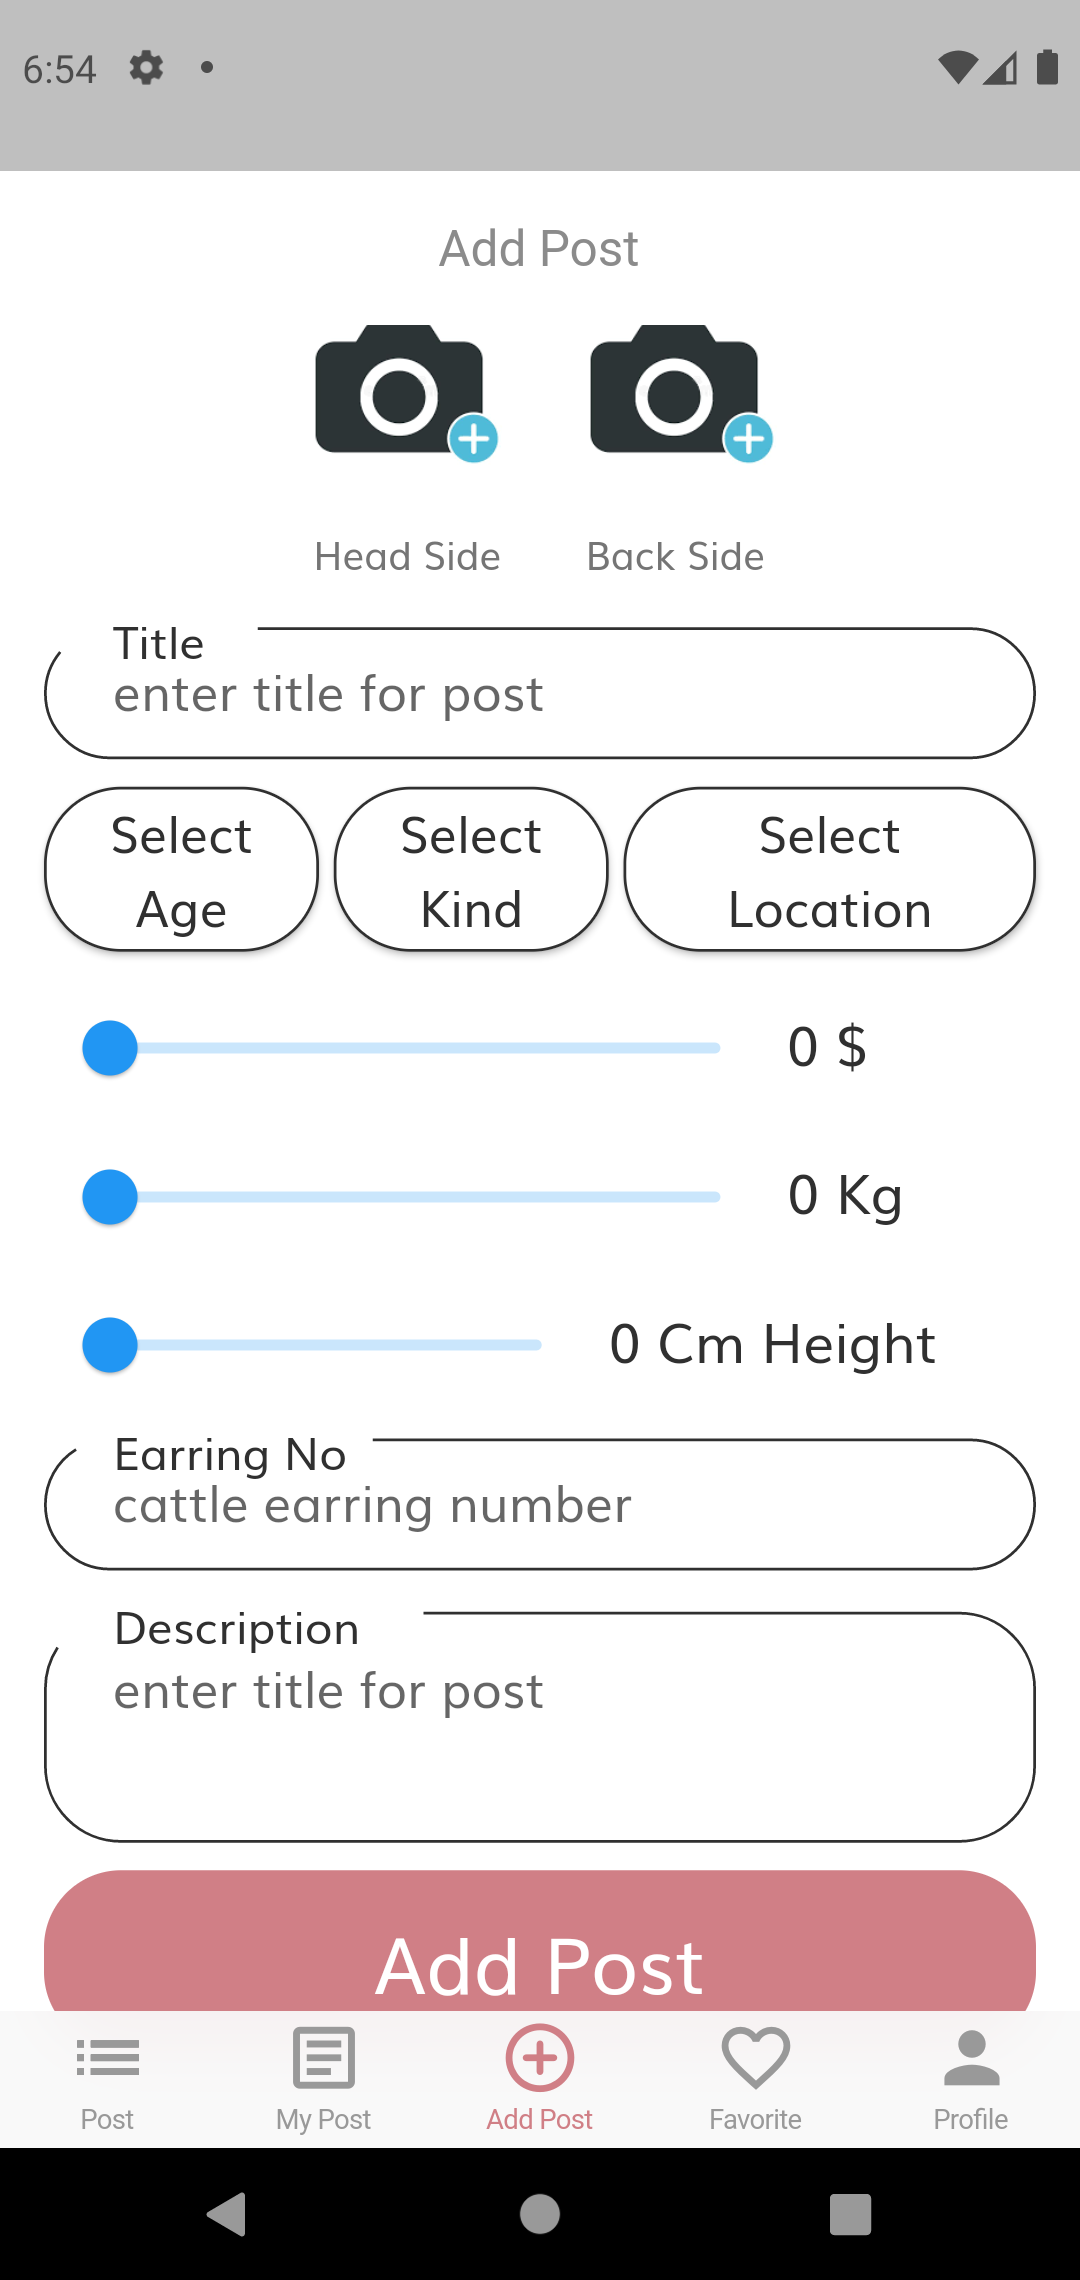 6:54
Add Post
Head Side
Back Side
Title
enter title for post
Select
Age
Select
Kind
Select
Location
0 $
0 Kg
0 Cm Height
Earring No
cattle earring number
Description
enter title for post
Add Post
Post
My Post
Add Post
Favorite
Profile